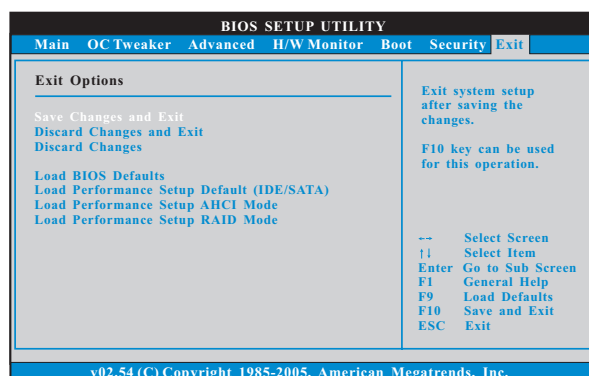 BIOS SETUP UTILITY
Main OC Tweaker Advanced H/W Monitor Boot Security Exit
Exit Options
Save Changes and Exit
Discard Changes and Exit
Discard Changes
Load BIOS Defaults
Load Performance Setup Default (IDE/SATA)
Load Performance Setup AHCI Mode
Load Performance Setup RAID Mode
Exit system setup
after saving the
changes.
F10 key can be used
for this operation.
←→ Select Screen
↑↓ Select Item
Enter Go to Sub Screen
F1 General Help
F9 Load Defaults
F10 Save and Exit
ESC Exit
v02.54 (C) Copyright 1985-2005, American Megatrends, Inc.